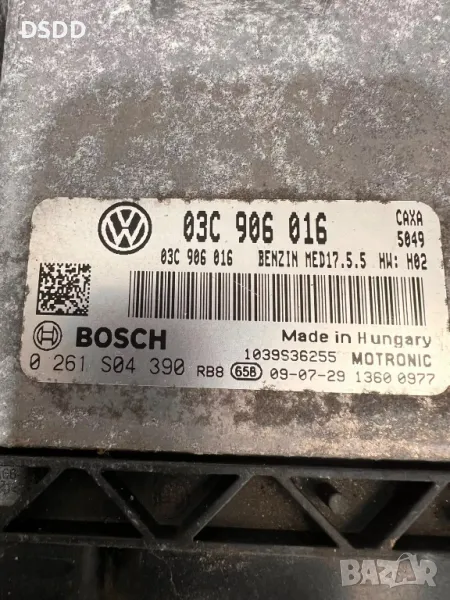 DSDD
03C 906 016 CAXA
5049
03C 906 016 BENZIN MED17.5.5 HW: H02
BOSCH Made in Hungary
1039S36255 MOTRONIC
0 261 S04 390 RB8 658 09-07-29 1360 0977
BAZAR